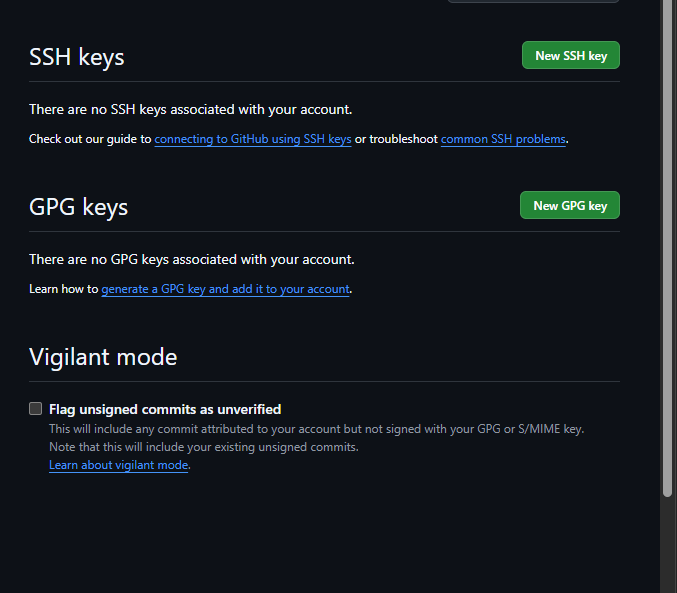 SSH keys
New SSH key
There are no SSH keys associated with your account.
Check out our guide to connecting to GitHub using SSH keys or troubleshoot common SSH problems.
GPG keys
New GPG key
There are no GPG keys associated with your account.
Learn how to generate a GPG key and add it to your account.
Vigilant mode
Flag unsigned commits as unverified
This will include any commit attributed to your account but not signed with your GPG or S/MIME key.
Note that this will include your existing unsigned commits.
Learn about vigilant mode.